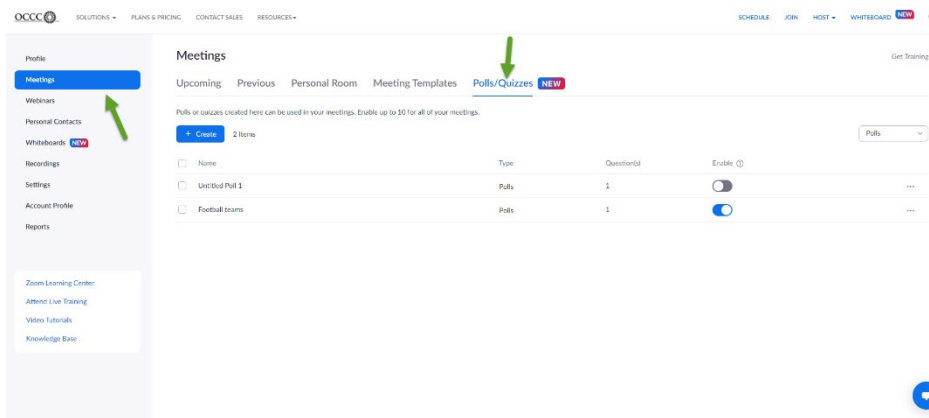 OCCC SOLUTIONS PLANS & PRICING CONTACT SALES RESOURCES SCHEDULE JOIN HOST WHITEBOARD NEW
Profile
Meetings
Webinars
Personal Contacts
Whiteboards NEW
Recordings
Settings
Account Profile
Reports
Zoom Learning Center
Attend Live Training
Video Tutorials
Knowledge Base
Meetings Get Training
Upcoming Previous Personal Room Meeting Templates Polls/Quizzes NEW
Polls or quizzes created here can be used in your meetings. Enable up to 10 for all of your meetings.
+ Create 2 Items Polls
Name Type Question(s) Enable
Untitled Poll 1 Polls 1 ...
Football teams Polls 1 ...